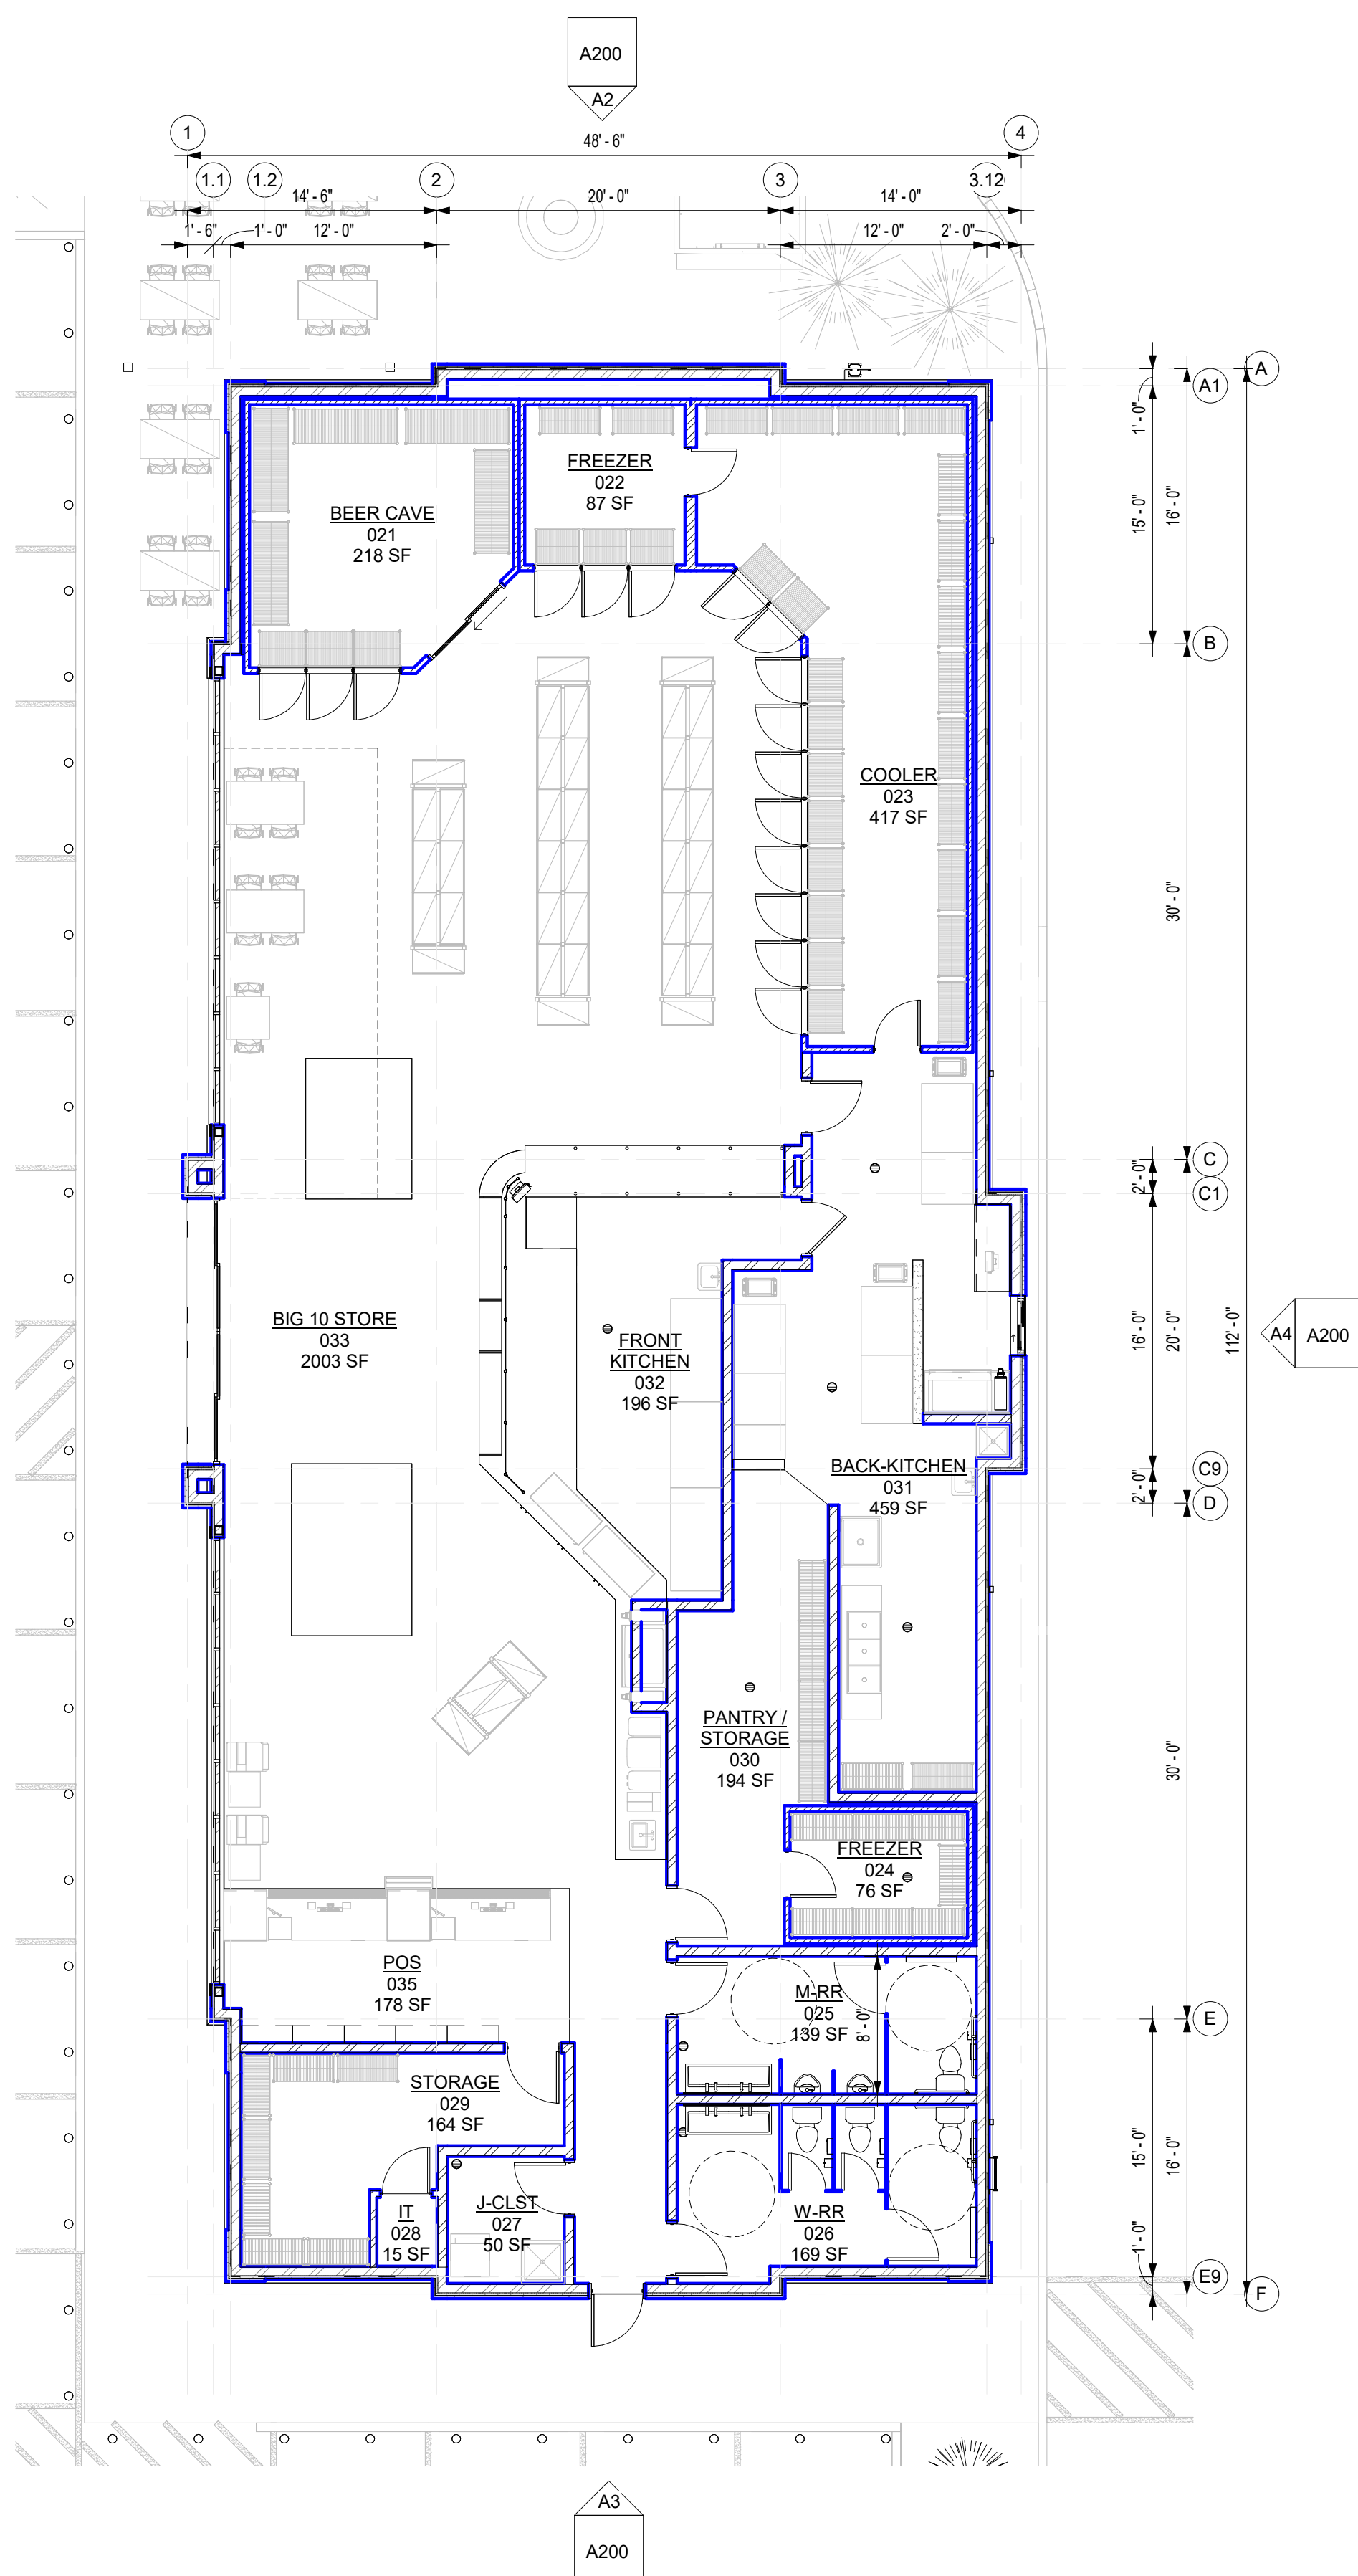 A200
A2
1
4
48' - 6"
1.1
1.2
2
3
3.12
14' - 6"
20' - 0"
14' - 0"
1' - 6"
1' - 0"
12' - 0"
12' - 0"
2' - 0"
A
A1
1' - 0"
15' - 0"
16' - 0"
FREEZER
022
87 SF
BEER CAVE
021
218 SF
B
COOLER
023
417 SF
30' - 0"
C
2' - 0"
C1
BIG 10 STORE
033
2003 SF
FRONT
KITCHEN
032
196 SF
16' - 0"
20' - 0"
112' - 0"
A4
A200
BACK-KITCHEN
031
459 SF
C9
2' - 0"
D
PANTRY /
STORAGE
030
194 SF
30' - 0"
FREEZER
024
76 SF
POS
035
178 SF
M-RR
025
139 SF
8' - 0"
E
STORAGE
029
164 SF
IT
028
15 SF
J-CLST
027
50 SF
W-RR
026
169 SF
15' - 0"
16' - 0"
1' - 0"
E9
F
A3
A200